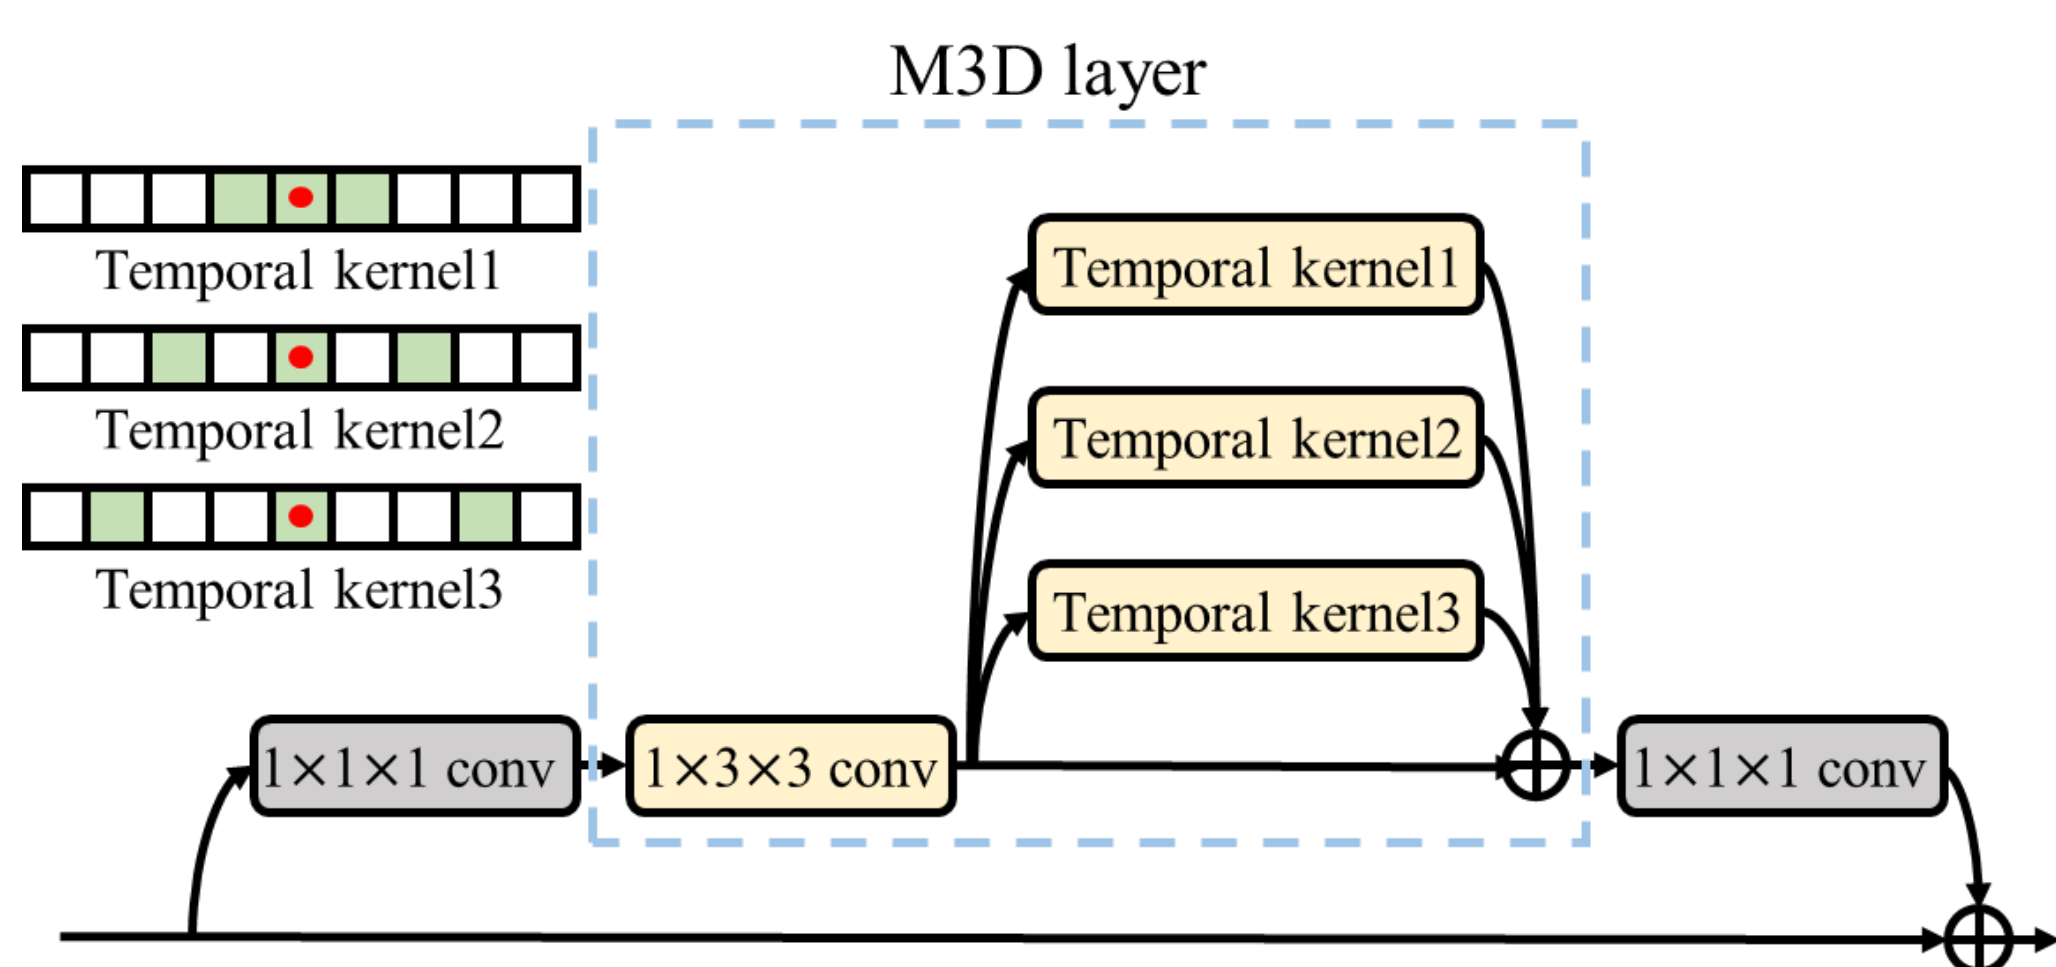 M3D layer
Temporal kernel1
Temporal kernel2
Temporal kernel3
Temporal kernel1
Temporal kernel2
Temporal kernel3
1×1×1 conv
1×3×3 conv
1×1×1 conv